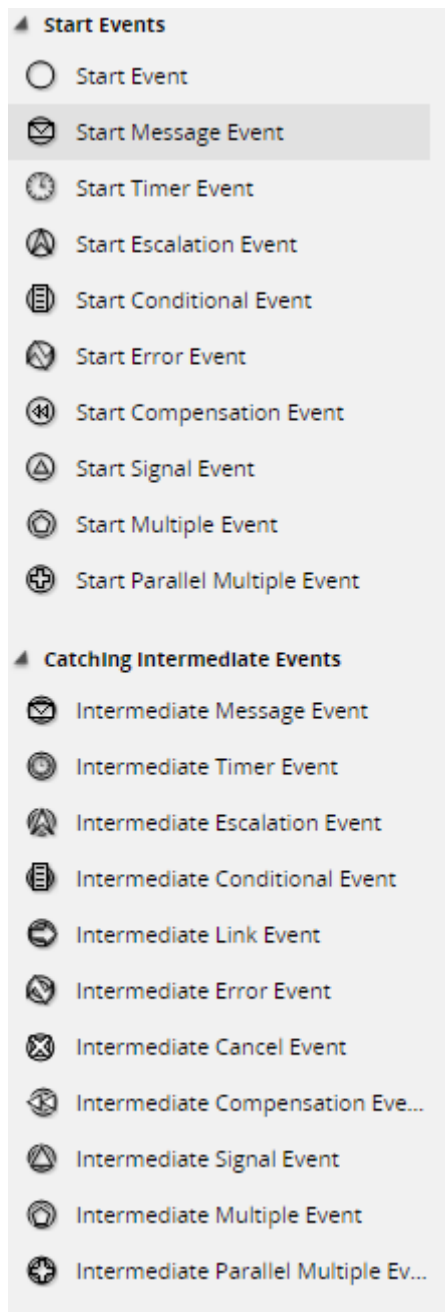 Start Events
Start Event
Start Message Event
Start Timer Event
Start Escalation Event
Start Conditional Event
Start Error Event
Start Compensation Event
Start Signal Event
Start Multiple Event
Start Parallel Multiple Event
Catching Intermediate Events
Intermediate Message Event
Intermediate Timer Event
Intermediate Escalation Event
Intermediate Conditional Event
Intermediate Link Event
Intermediate Error Event
Intermediate Cancel Event
Intermediate Compensation Eve...
Intermediate Signal Event
Intermediate Multiple Event
Intermediate Parallel Multiple Ev...